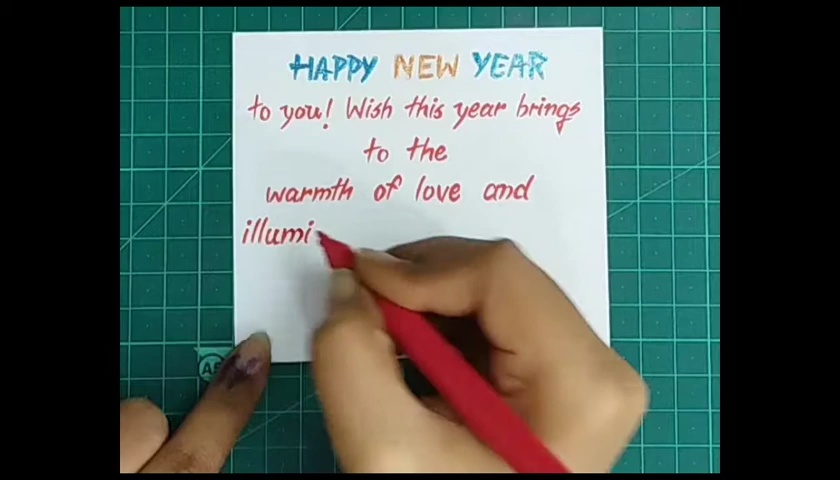 HAPPY NEW YEAR
to you! Wish this year brings
to the
warmth of love and
illumi